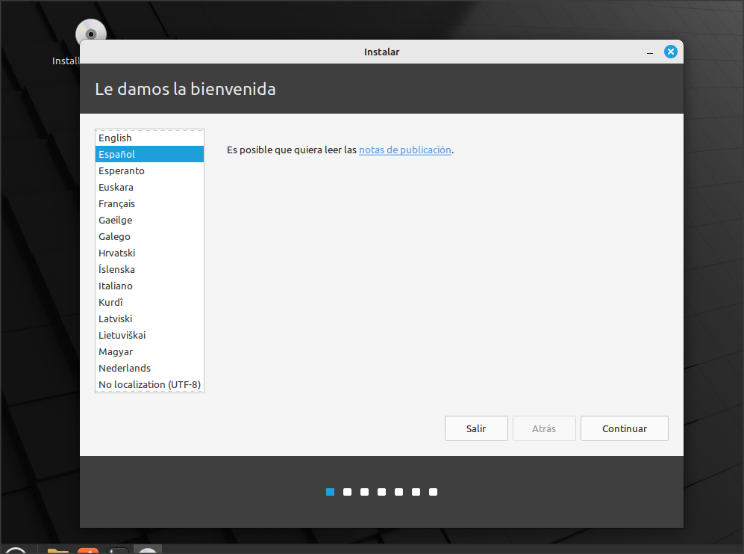 Install
Instalar
Le damos la bienvenida
English
Español
Esperanto
Euskara
Français
Gaeilge
Galego
Hrvatski
Íslenska
Italiano
Kurdî
Latviski
Lietuviškai
Magyar
Nederlands
No localization (UTF-8)
Es posible que quiera leer las notas de publicación.
Salir
Atrás
Continuar